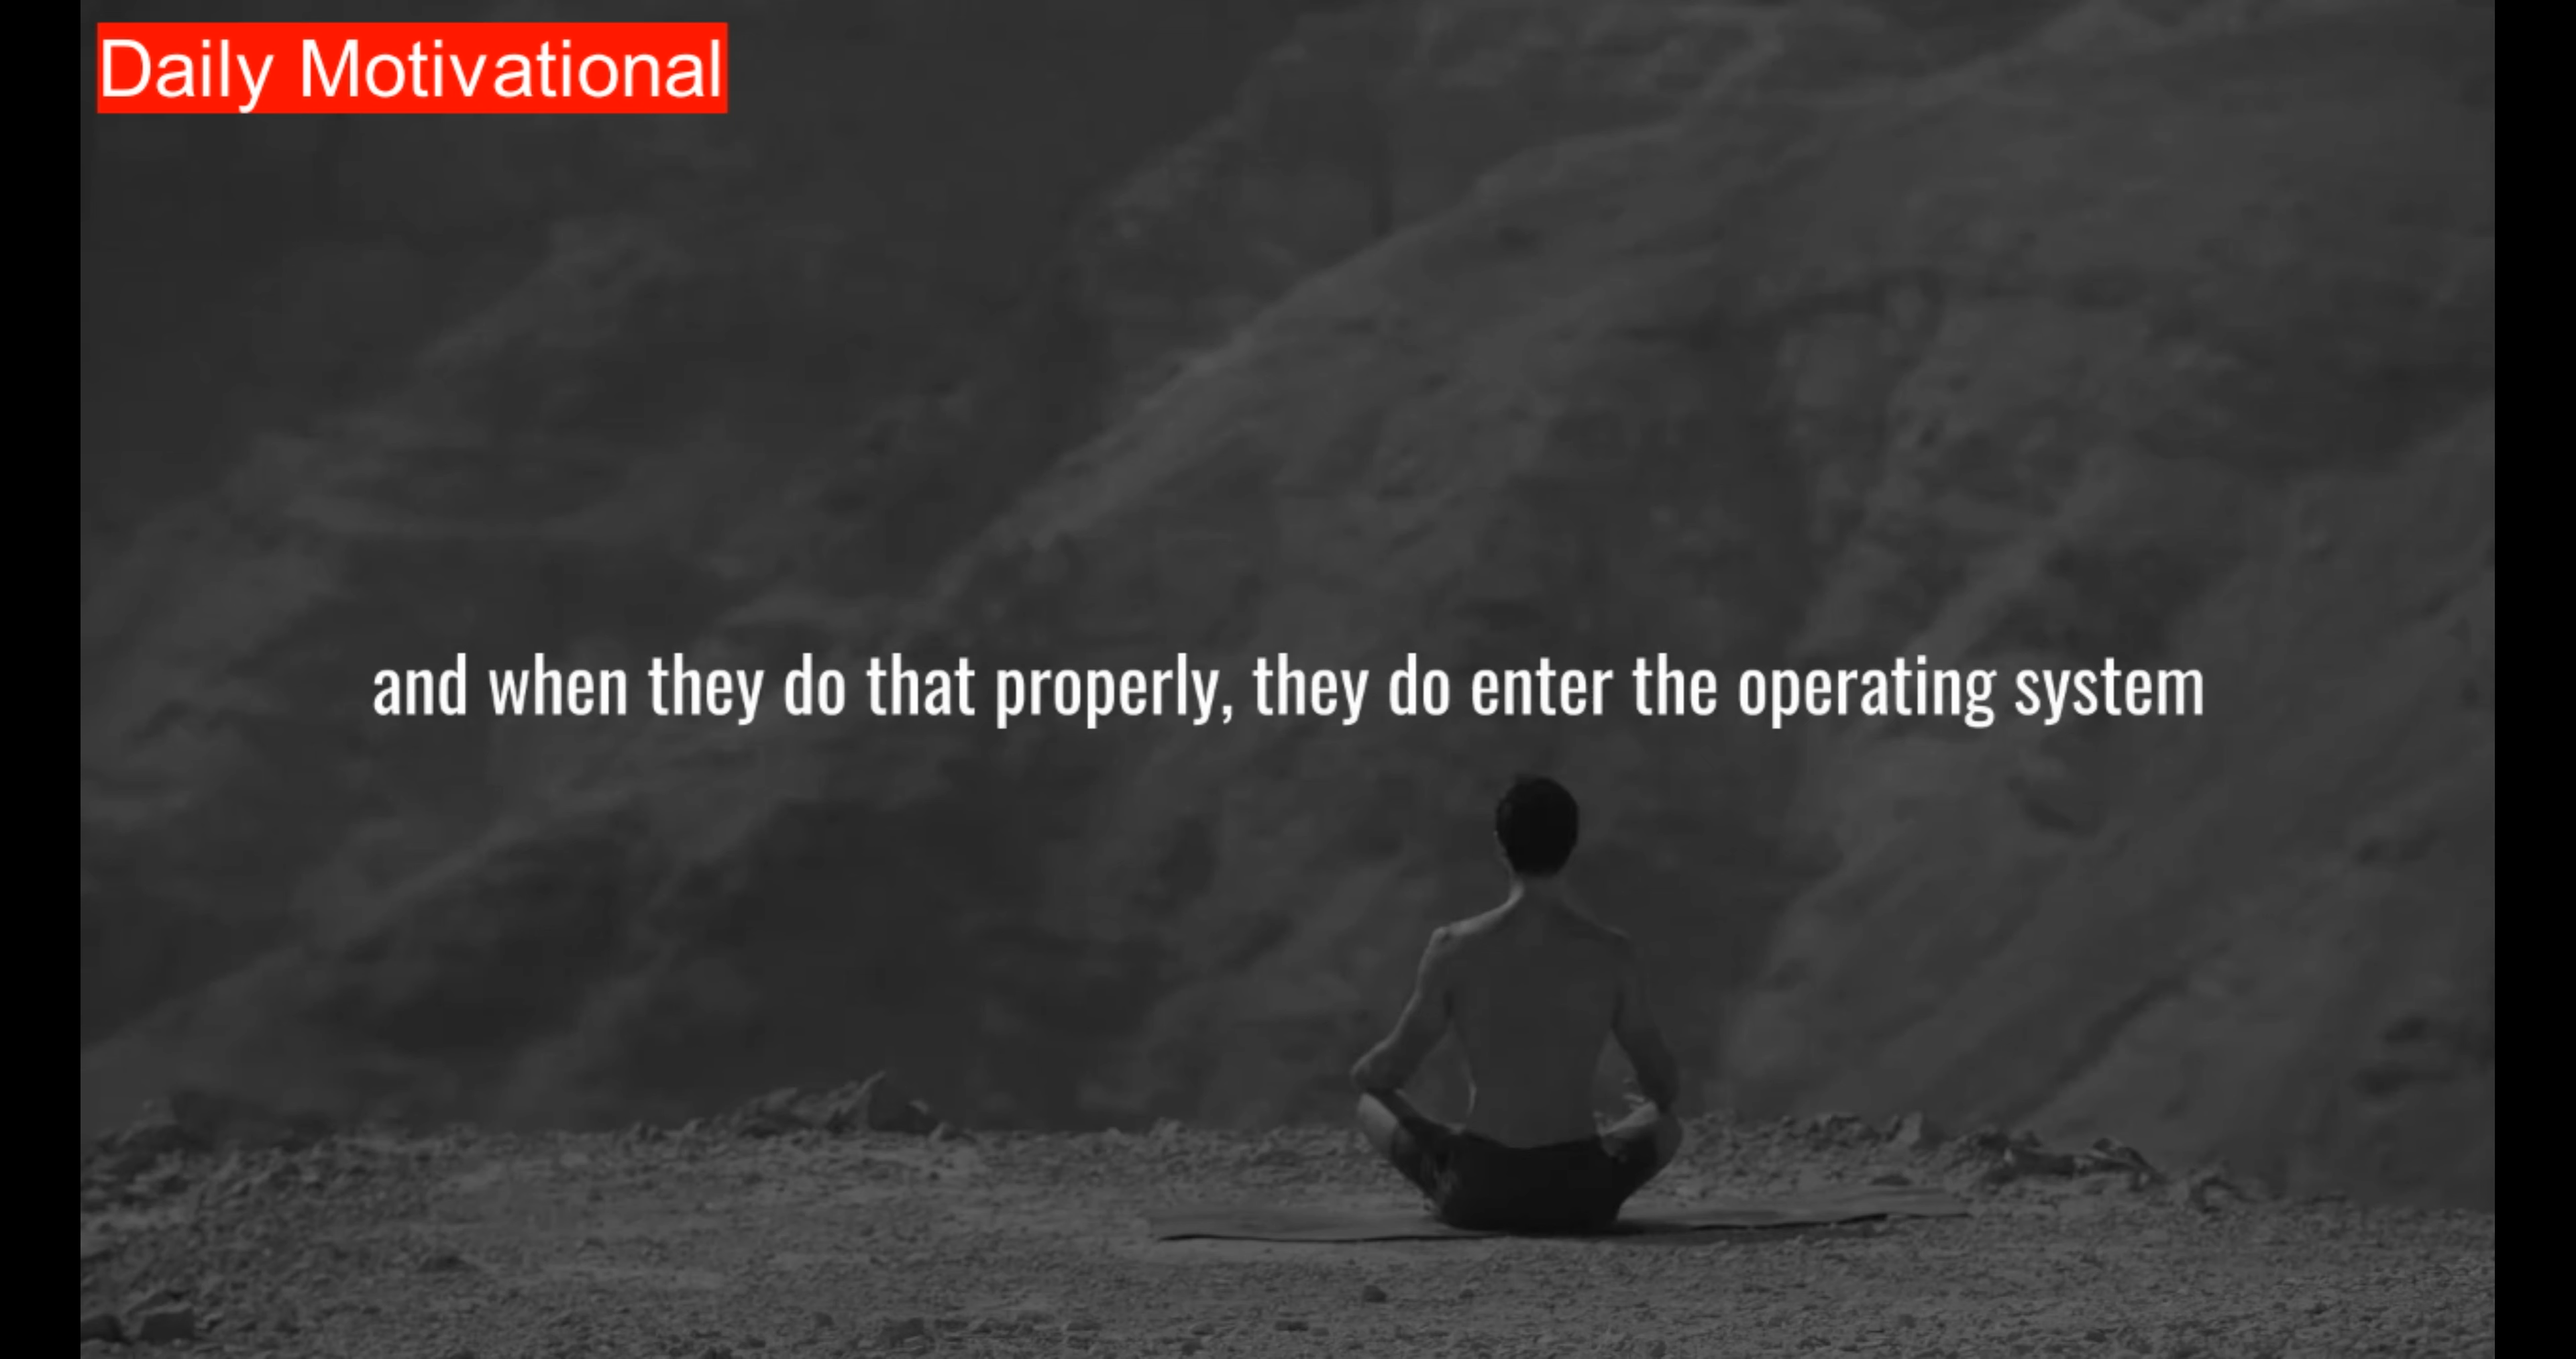 Daily Motivational
and when they do that properly, they do enter the operating system